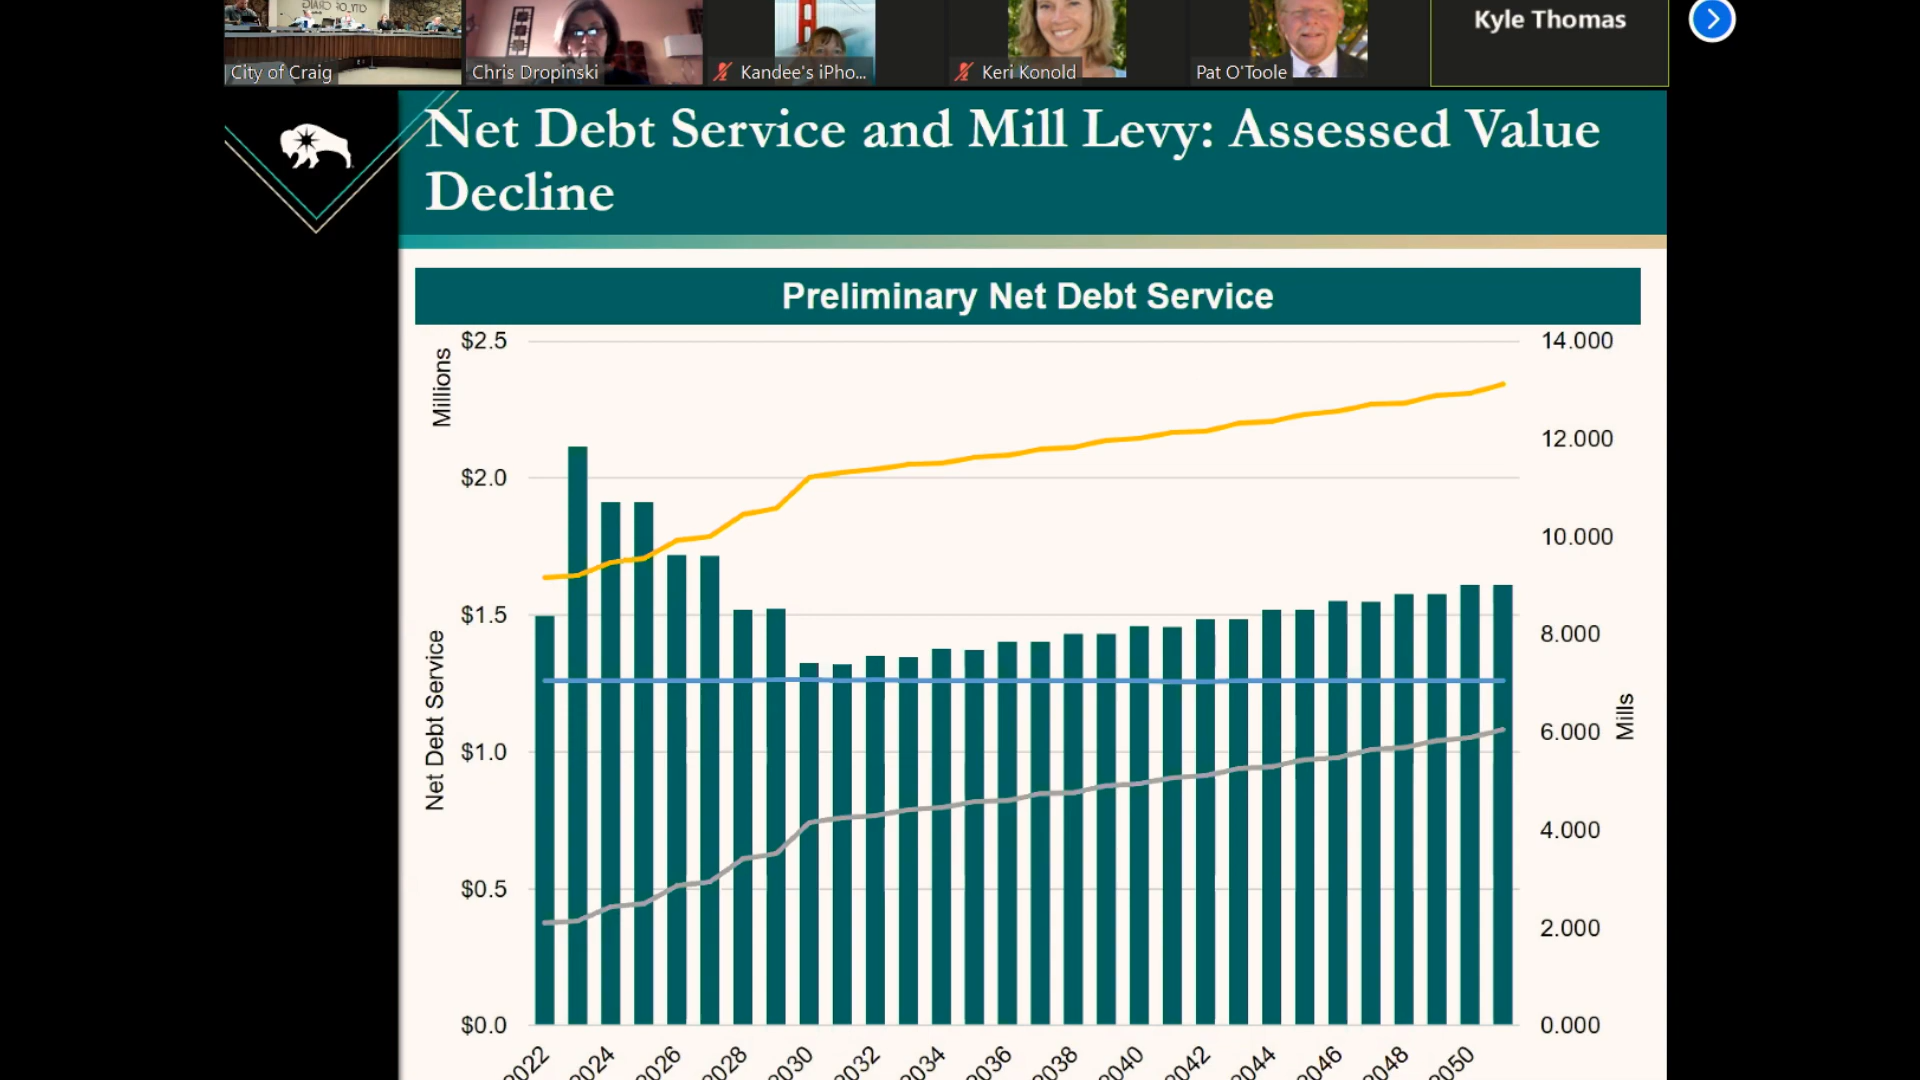 City of Craig
Chris Dropinski
Kandee's iPho...
Keri Konold
Pat O'Toole
Kyle Thomas
Net Debt Service and Mill Levy: Assessed Value
Decline
Preliminary Net Debt Service
Millions
Net Debt Service
$2.5
$2.0
$1.5
$1.0
$0.5
$0.0
14.000
12.000
10.000
8.000
6.000
4.000
2.000
0.000
Mills
2022
2024
2026
2028
2030
2032
2034
2036
2038
2040
2042
2044
2046
2048
2050